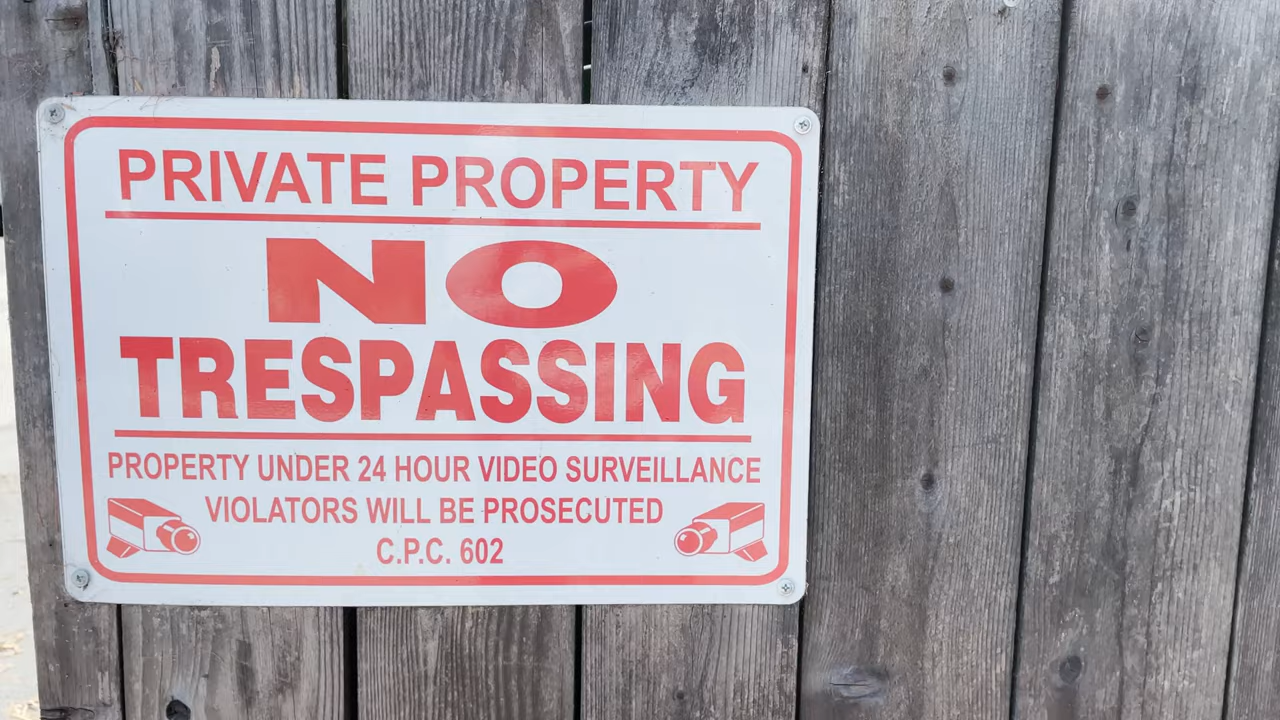 PRIVATE PROPERTY
NO
TRESPASSING
PROPERTY UNDER 24 HOUR VIDEO SURVEILLANCE
VIOLATORS WILL BE PROSECUTED
C.P.C. 602